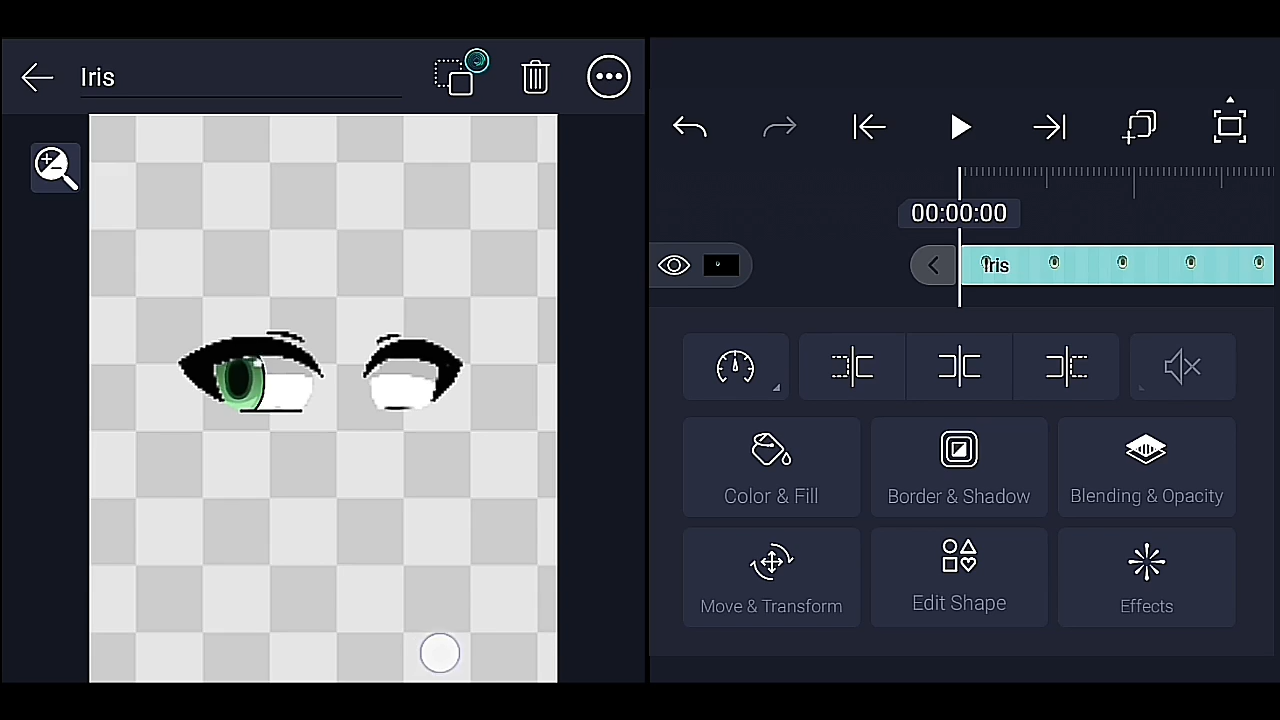 Iris
00:00:00
Iris
Color & Fill
Border & Shadow
Blending & Opacity
Move & Transform
Edit Shape
Effects